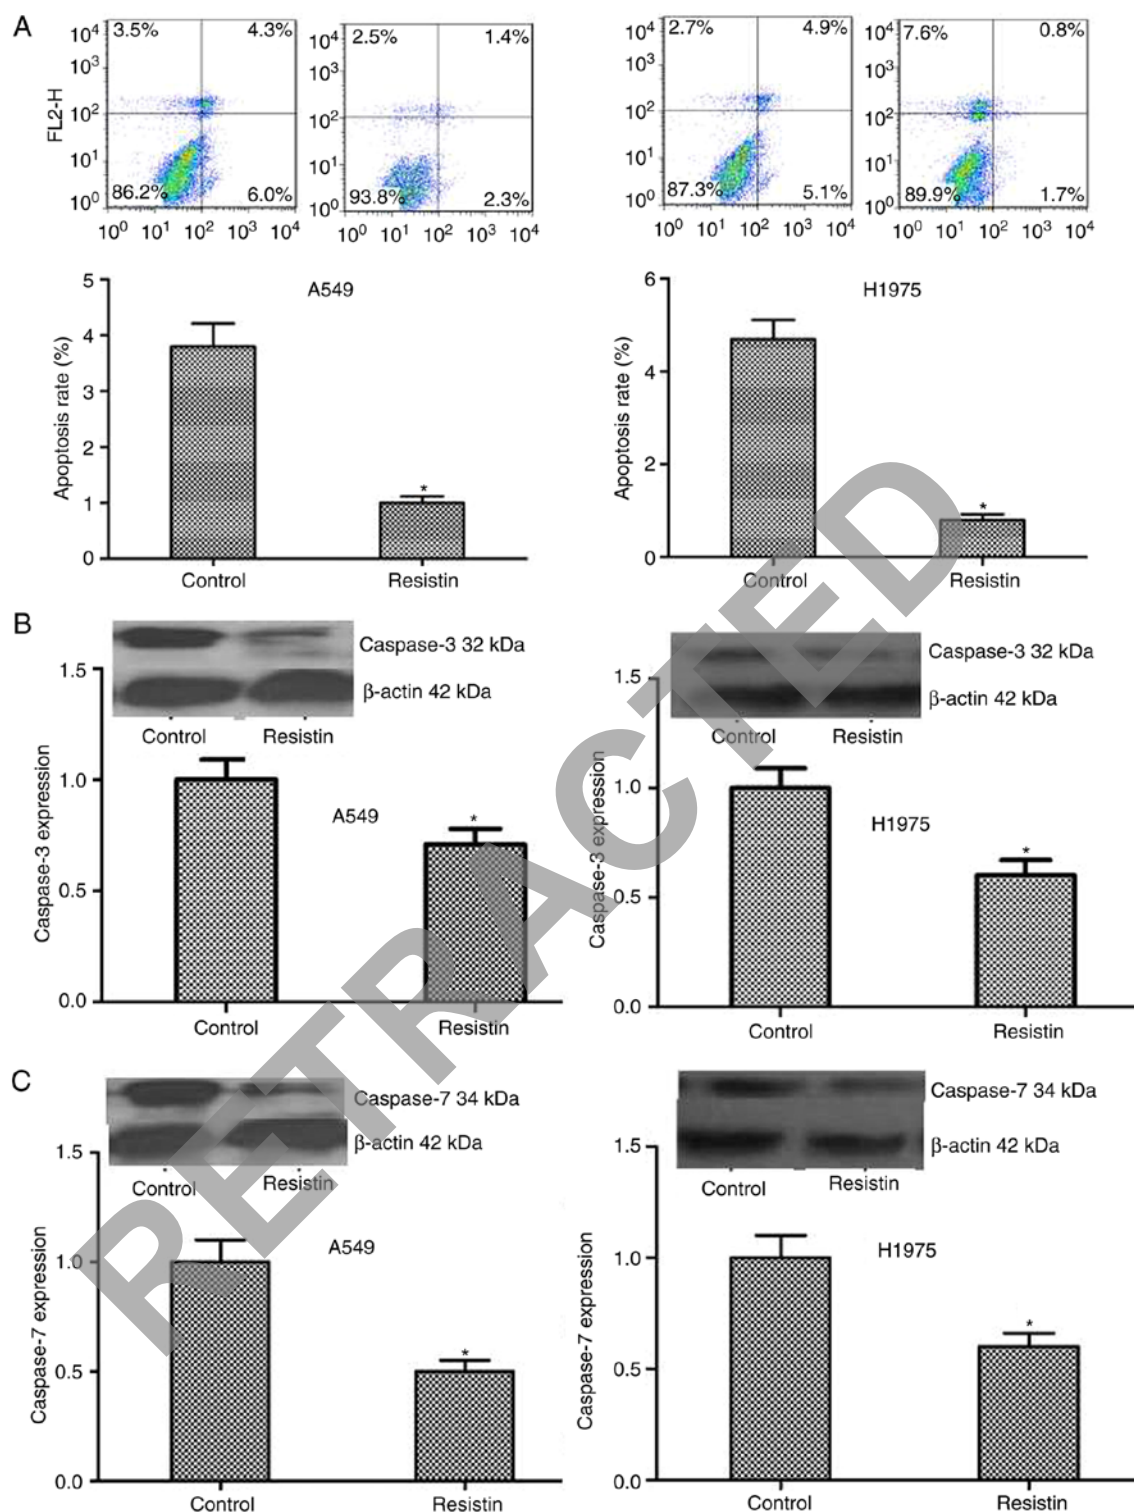 A
3.5% 4.3%
86.2% 6.0%
10⁴
10³
10²
10¹
10⁰
FL2-H
10⁰ 10¹ 10² 10³ 10⁴
2.5% 1.4%
93.8% 2.3%
10⁴
10³
10²
10¹
10⁰
10⁰ 10¹ 10² 10³ 10⁴
2.7% 4.9%
87.3% 5.1%
10⁴
10³
10²
10¹
10⁰
10⁰ 10¹ 10² 10³ 10⁴
7.6% 0.8%
89.9% 1.7%
10⁴
10³
10²
10¹
10⁰
10⁰ 10¹ 10² 10³ 10⁴
A549
Apoptosis rate (%)
5
4
3
2
1
0
*
Control Resistin
H1975
Apoptosis rate (%)
6
4
2
0
*
Control Resistin
B
Caspase-3 32 kDa
β-actin 42 kDa
Control Resistin
A549
Caspase-3 expression
1.5
1.0
0.5
0.0
*
Control Resistin
Caspase-3 32 kDa
β-actin 42 kDa
Control Resistin
H1975
Caspase-3 expression
1.5
1.0
0.5
0.0
*
Control Resistin
C
Caspase-7 34 kDa
β-actin 42 kDa
Control Resistin
A549
Caspase-7 expression
1.5
1.0
0.5
0.0
*
Control Resistin
Caspase-7 34 kDa
β-actin 42 kDa
Control Resistin
H1975
Caspase-7 expression
1.5
1.0
0.5
0.0
*
Control Resistin
RETRACTED